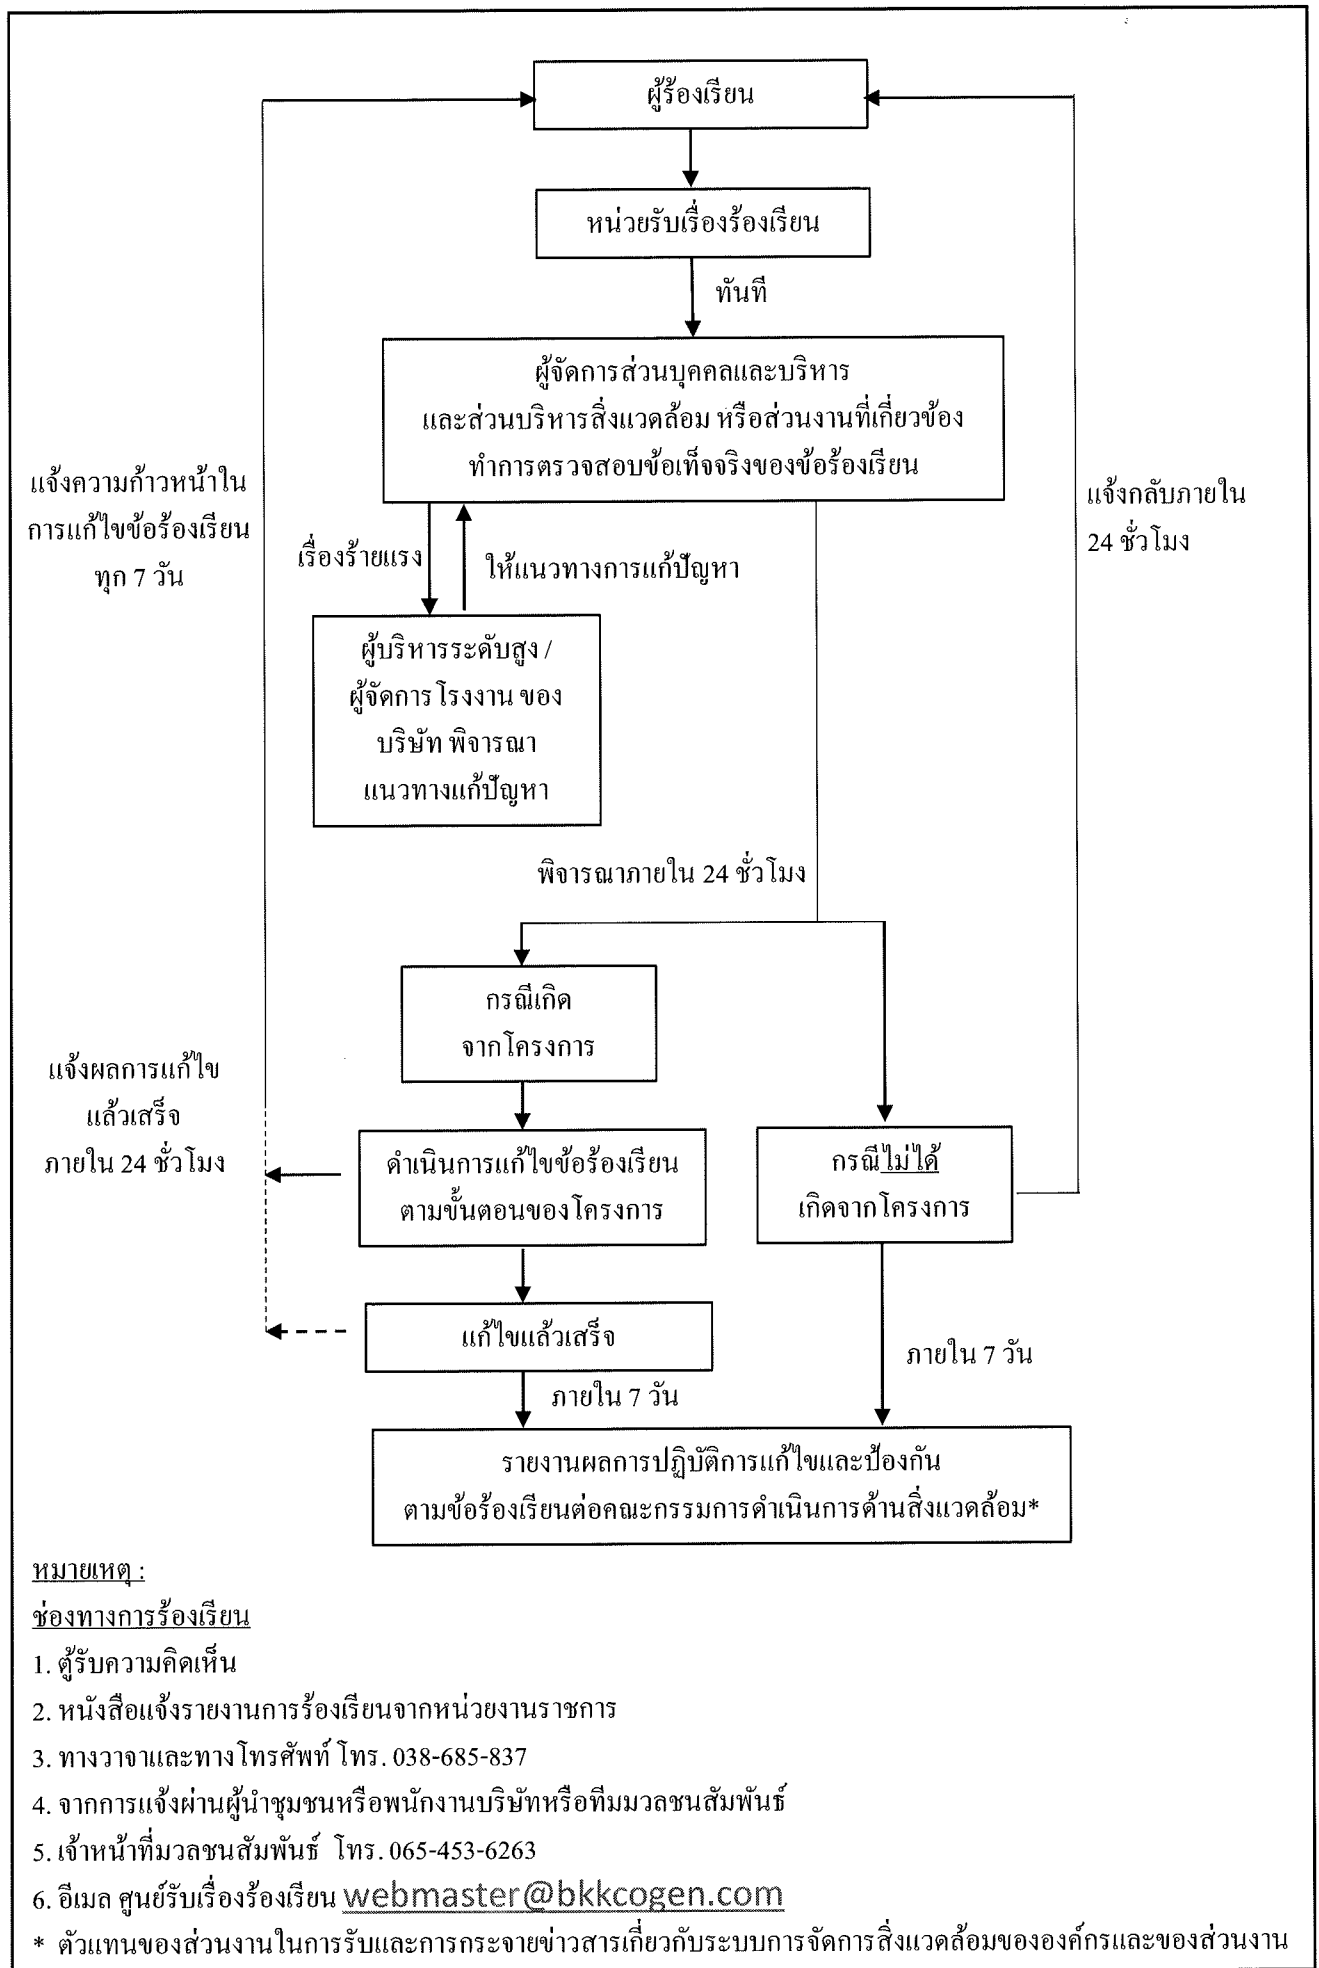 ผู้ร้องเรียน
หน่วยรับเรื่องร้องเรียน
ทันที
ผู้จัดการส่วนบุคคลและบริหาร
และส่วนบริหารสิ่งแวดล้อม หรือส่วนงานที่เกี่ยวข้อง
ทำการตรวจสอบข้อเท็จจริงของข้อร้องเรียน
แจ้งความก้าวหน้าใน
การแก้ไขข้อร้องเรียน
ทุก 7 วัน
แจ้งกลับภายใน
24 ชั่วโมง
เรื่องร้ายแรง
ให้แนวทางการแก้ปัญหา
ผู้บริหารระดับสูง /
ผู้จัดการโรงงาน ของ
บริษัท พิจารณา
แนวทางแก้ปัญหา
พิจารณาภายใน 24 ชั่วโมง
กรณีเกิด
จากโครงการ
แจ้งผลการแก้ไข
แล้วเสร็จ
ภายใน 24 ชั่วโมง
ดำเนินการแก้ไขข้อร้องเรียน
ตามขั้นตอนของโครงการ
กรณีไม่ได้
เกิดจากโครงการ
แก้ไขแล้วเสร็จ
ภายใน 7 วัน
ภายใน 7 วัน
รายงานผลการปฏิบัติการแก้ไขและป้องกัน
ตามข้อร้องเรียนต่อคณะกรรมการดำเนินการด้านสิ่งแวดล้อม*
หมายเหตุ :
ช่องทางการร้องเรียน
1. ตู้รับความคิดเห็น
2. หนังสือแจ้งรายงานการร้องเรียนจากหน่วยงานราชการ
3. ทางวาจาและทางโทรศัพท์ โทร. 038-685-837
4. จากการแจ้งผ่านผู้นำชุมชนหรือพนักงานบริษัทหรือทีมมวลชนสัมพันธ์
5. เจ้าหน้าที่มวลชนสัมพันธ์ โทร. 065-453-6263
6. อีเมล ศูนย์รับเรื่องร้องเรียน webmaster@bkkcogen.com
* ตัวแทนของส่วนงานในการรับและการกระจายข่าวสารเกี่ยวกับระบบการจัดการสิ่งแวดล้อมขององค์กรและของส่วนงาน